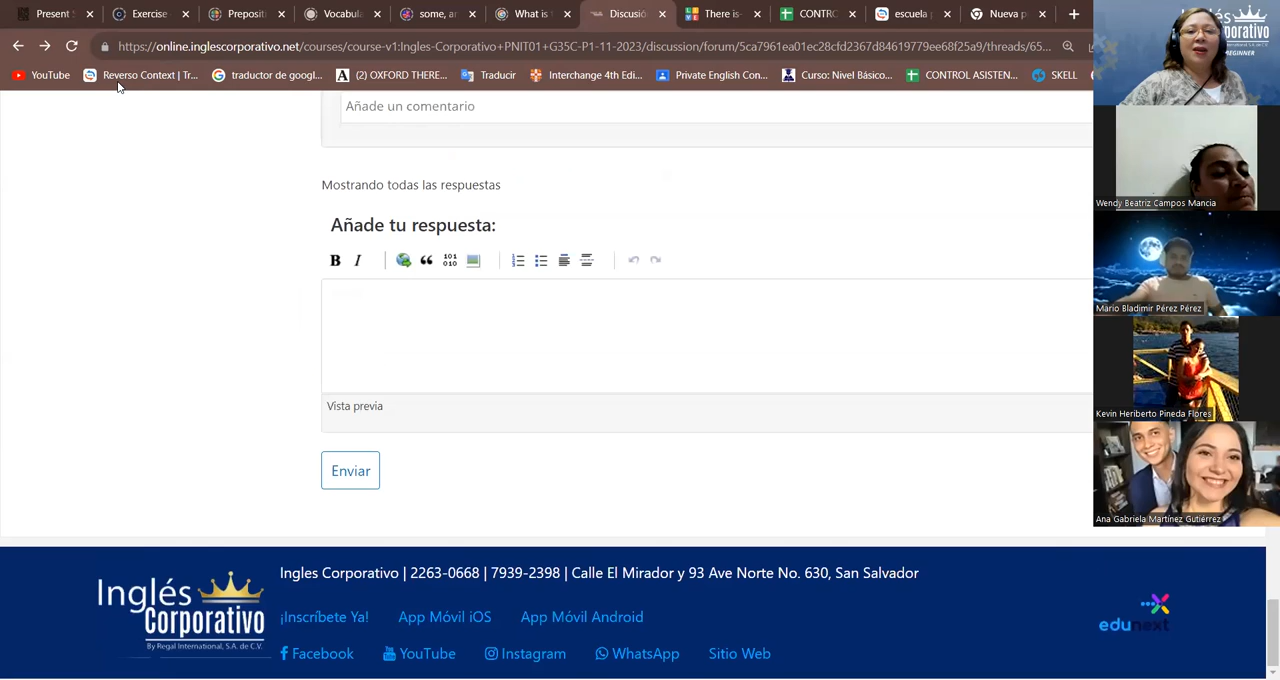 Present S
Exercise
Preposit
Vocabul
some, ar
What is
Discusió
There is
CONTRO
escuela
Nueva p
https://online.inglescorporativo.net/courses/course-v1:Ingles-Corporativo+PNIT01+G35C-P1-11-2023/discussion/forum/5ca7961ea01ec28cfd2367d84619779ee68f25a9/threads/65...
YouTube
Reverso Context | Tr...
traductor de googl...
(2) OXFORD THERE...
Traducir
Interchange 4th Edi...
Private English Con...
Curso: Nivel Básico...
CONTROL ASISTEN...
SKELL
Añade un comentario
Mostrando todas las respuestas
Añade tu respuesta:
B I
101
010
Vista previa
Enviar
Inglés
Corporativo
By Regal International, S.A. de C.V.
Ingles Corporativo | 2263-0668 | 7939-2398 | Calle El Mirador y 93 Ave Norte No. 630, San Salvador
¡Inscríbete Ya!
App Móvil iOS
App Móvil Android
Facebook
YouTube
Instagram
WhatsApp
Sitio Web
edunext
Wendy Beatriz Campos Mancia
Mario Bladimir Pérez Pérez
Kevin Heriberto Pineda Flores
Ana Gabriela Martínez Gutiérrez